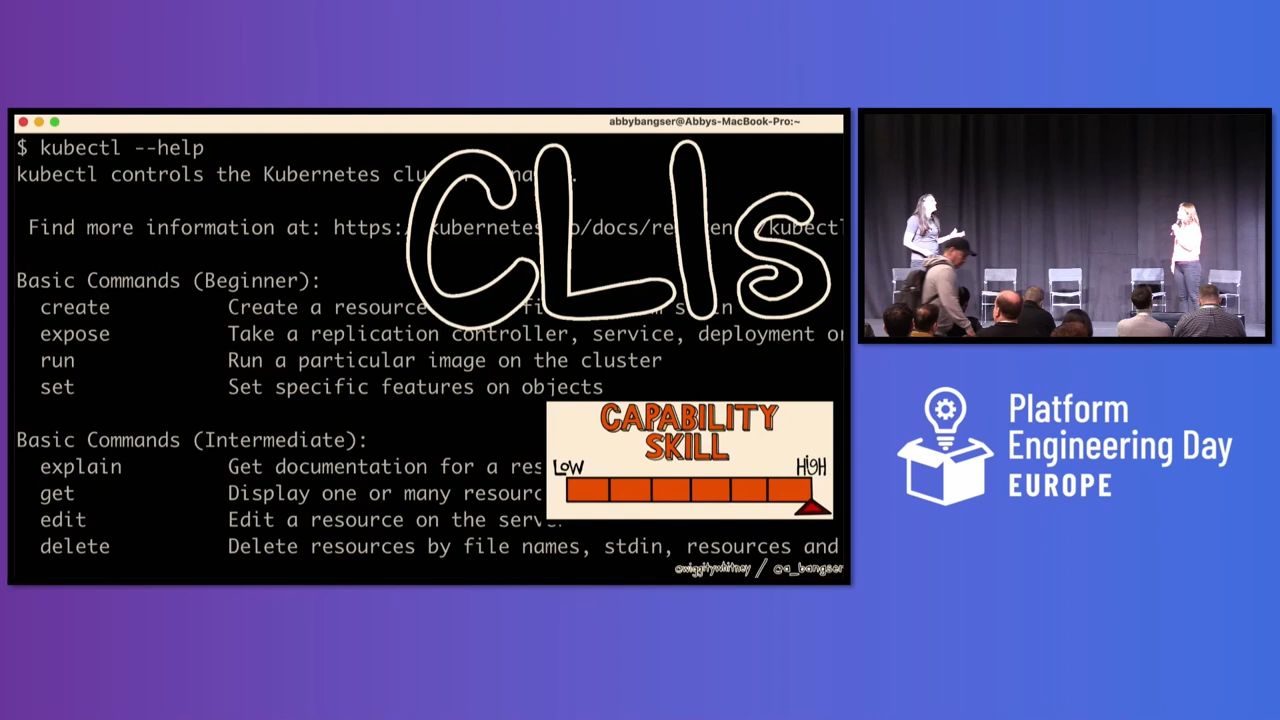 abbybangser@Abbys-MacBook-Pro:~
$ kubectl --help
kubectl controls the Kubernetes
CLIs
Find more information at: https:/ kubernetes o/docs/re /kubectl
Basic Commands (Beginner):
create Create a resource
expose Take a replication controller, service, deployment or
run Run a particular image on the cluster
set Set specific features on objects
Basic Commands (Intermediate):
explain Get documentation for a res
get Display one or many resourc
edit Edit a resource on the serve
delete Delete resources by file names, stdin, resources and
CAPABILITY
SKILL
LOW HIGH
@wiggitywhitney / @a_bangser
Platform
Engineering Day
EUROPE